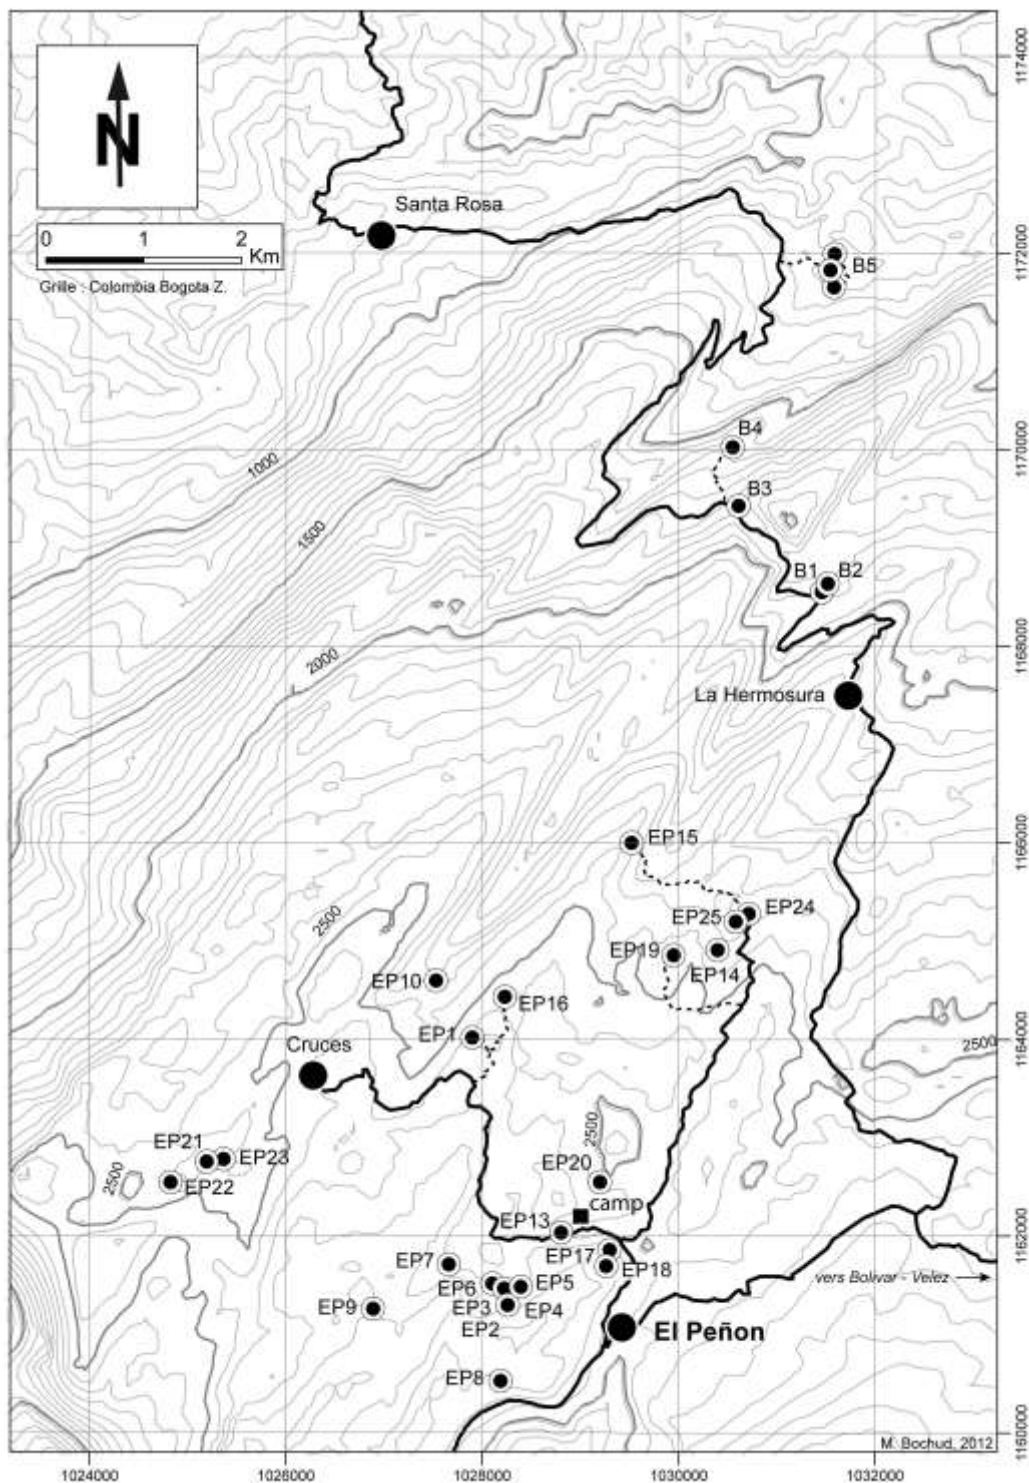 1174000
N
Santa Rosa
0 1 2
Km
Grille : Colombia Bogota Z.
1172000
B5
B4
1170000
1000
B3
1500
B1
B2
1168000
2000
La Hermosura
1166000
EP15
2500
EP24
EP25
EP19
EP14
EP10
EP16
EP1
1164000
Cruces
2500
2500
EP21
EP23
EP22
2500
EP20
camp
EP13
1162000
EP17
EP18
EP7
EP6
EP5
EP3
EP4
EP2
EP9
vers Bolivar - Velez
El Peñon
EP8
1160000
M. Bochud, 2012
1024000 1026000 1028000 1030000 1032000